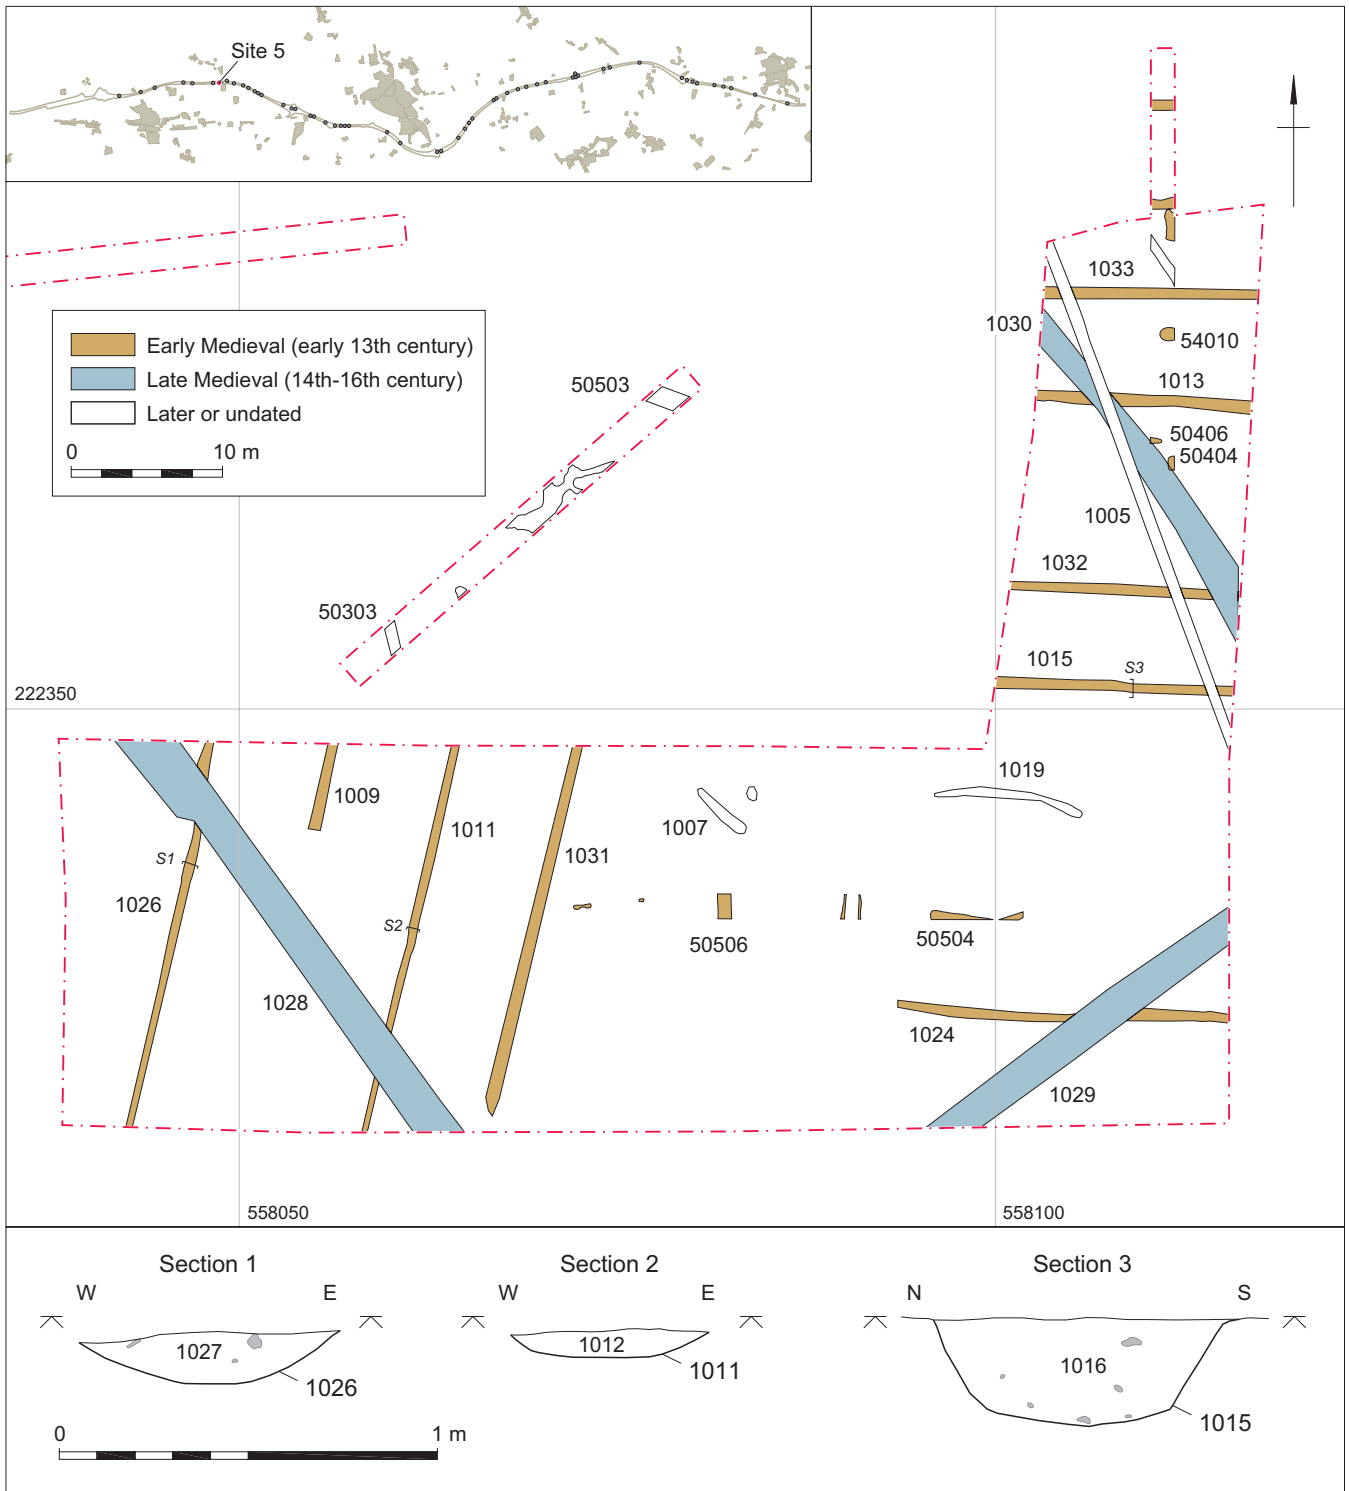 Site 5
1033
1030
54010
Early Medieval (early 13th century)
Late Medieval (14th-16th century)
Later or undated
0 10 m
50503
1013
50406
50404
1005
1032
50303
1015 S3
222350
1009
1011
1031
1007
1019
S1
1026
S2
50506
50504
1028
1024
1029
558050
558100
Section 1
W E
1027
1026
Section 2
W E
1012
1011
Section 3
N S
1016
1015
0 1 m